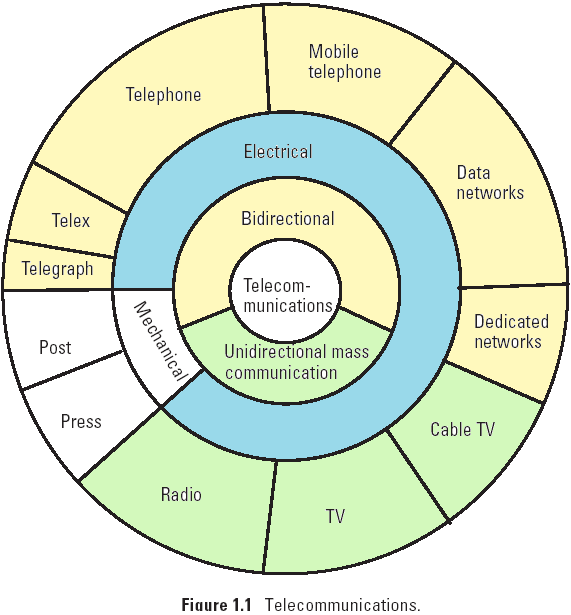 Mobile
telephone
Telephone
Electrical
Data
networks
Bidirectional
Telex
Telegraph
Telecom-
munications
Mechanical
Dedicated
networks
Post
Unidirectional mass
communication
Press
Cable TV
Radio
TV
Figure 1.1 Telecommunications.